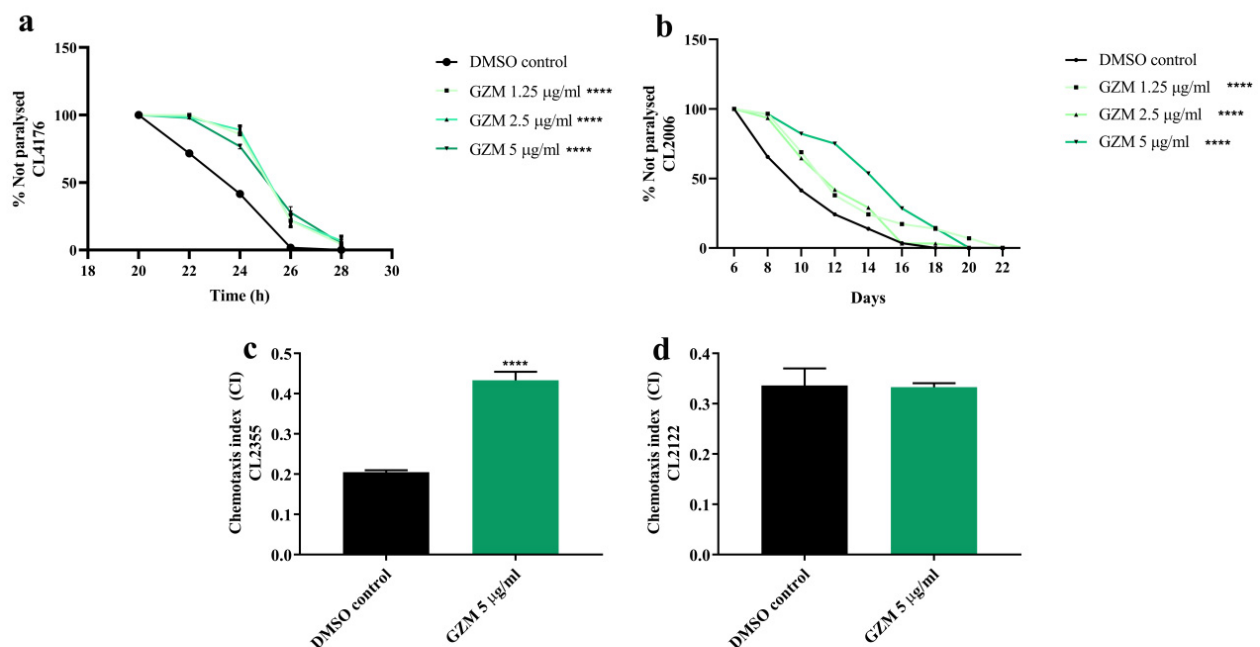 a
150
100
50
0
% Not paralysed
CL4176
18 20 22 24 26 28 30
Time (h)
DMSO control
GZM 1.25 μg/ml ****
GZM 2.5 μg/ml ****
GZM 5 μg/ml ****
b
150
100
50
0
% Not paralysed
CL2006
6 8 10 12 14 16 18 20 22
Days
DMSO control
GZM 1.25 μg/ml ****
GZM 2.5 μg/ml ****
GZM 5 μg/ml ****
c
0.5
0.4
0.3
0.2
0.1
0.0
Chemotaxis index (CI)
CL2355
****
DMSO control
GZM 5 μg/ml
d
0.4
0.3
0.2
0.1
0.0
Chemotaxis index (CI)
CL2122
DMSO control
GZM 5 μg/ml